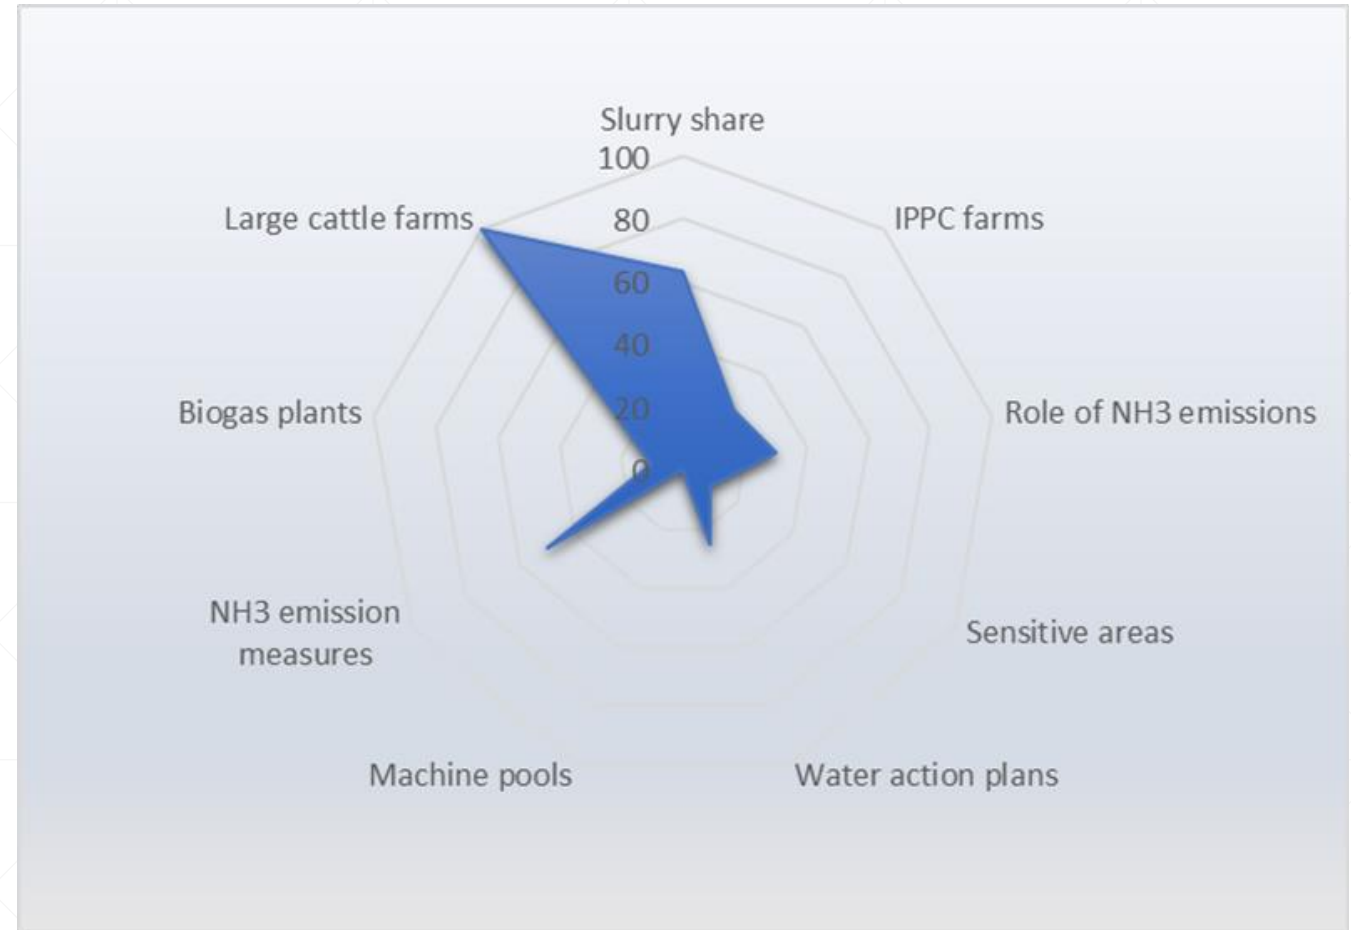 Slurry share
100
Large cattle farms
80
IPPC farms
60
40
20
Biogas plants
Role of NH3 emissions
0
NH3 emission
measures
Sensitive areas
Machine pools
Water action plans